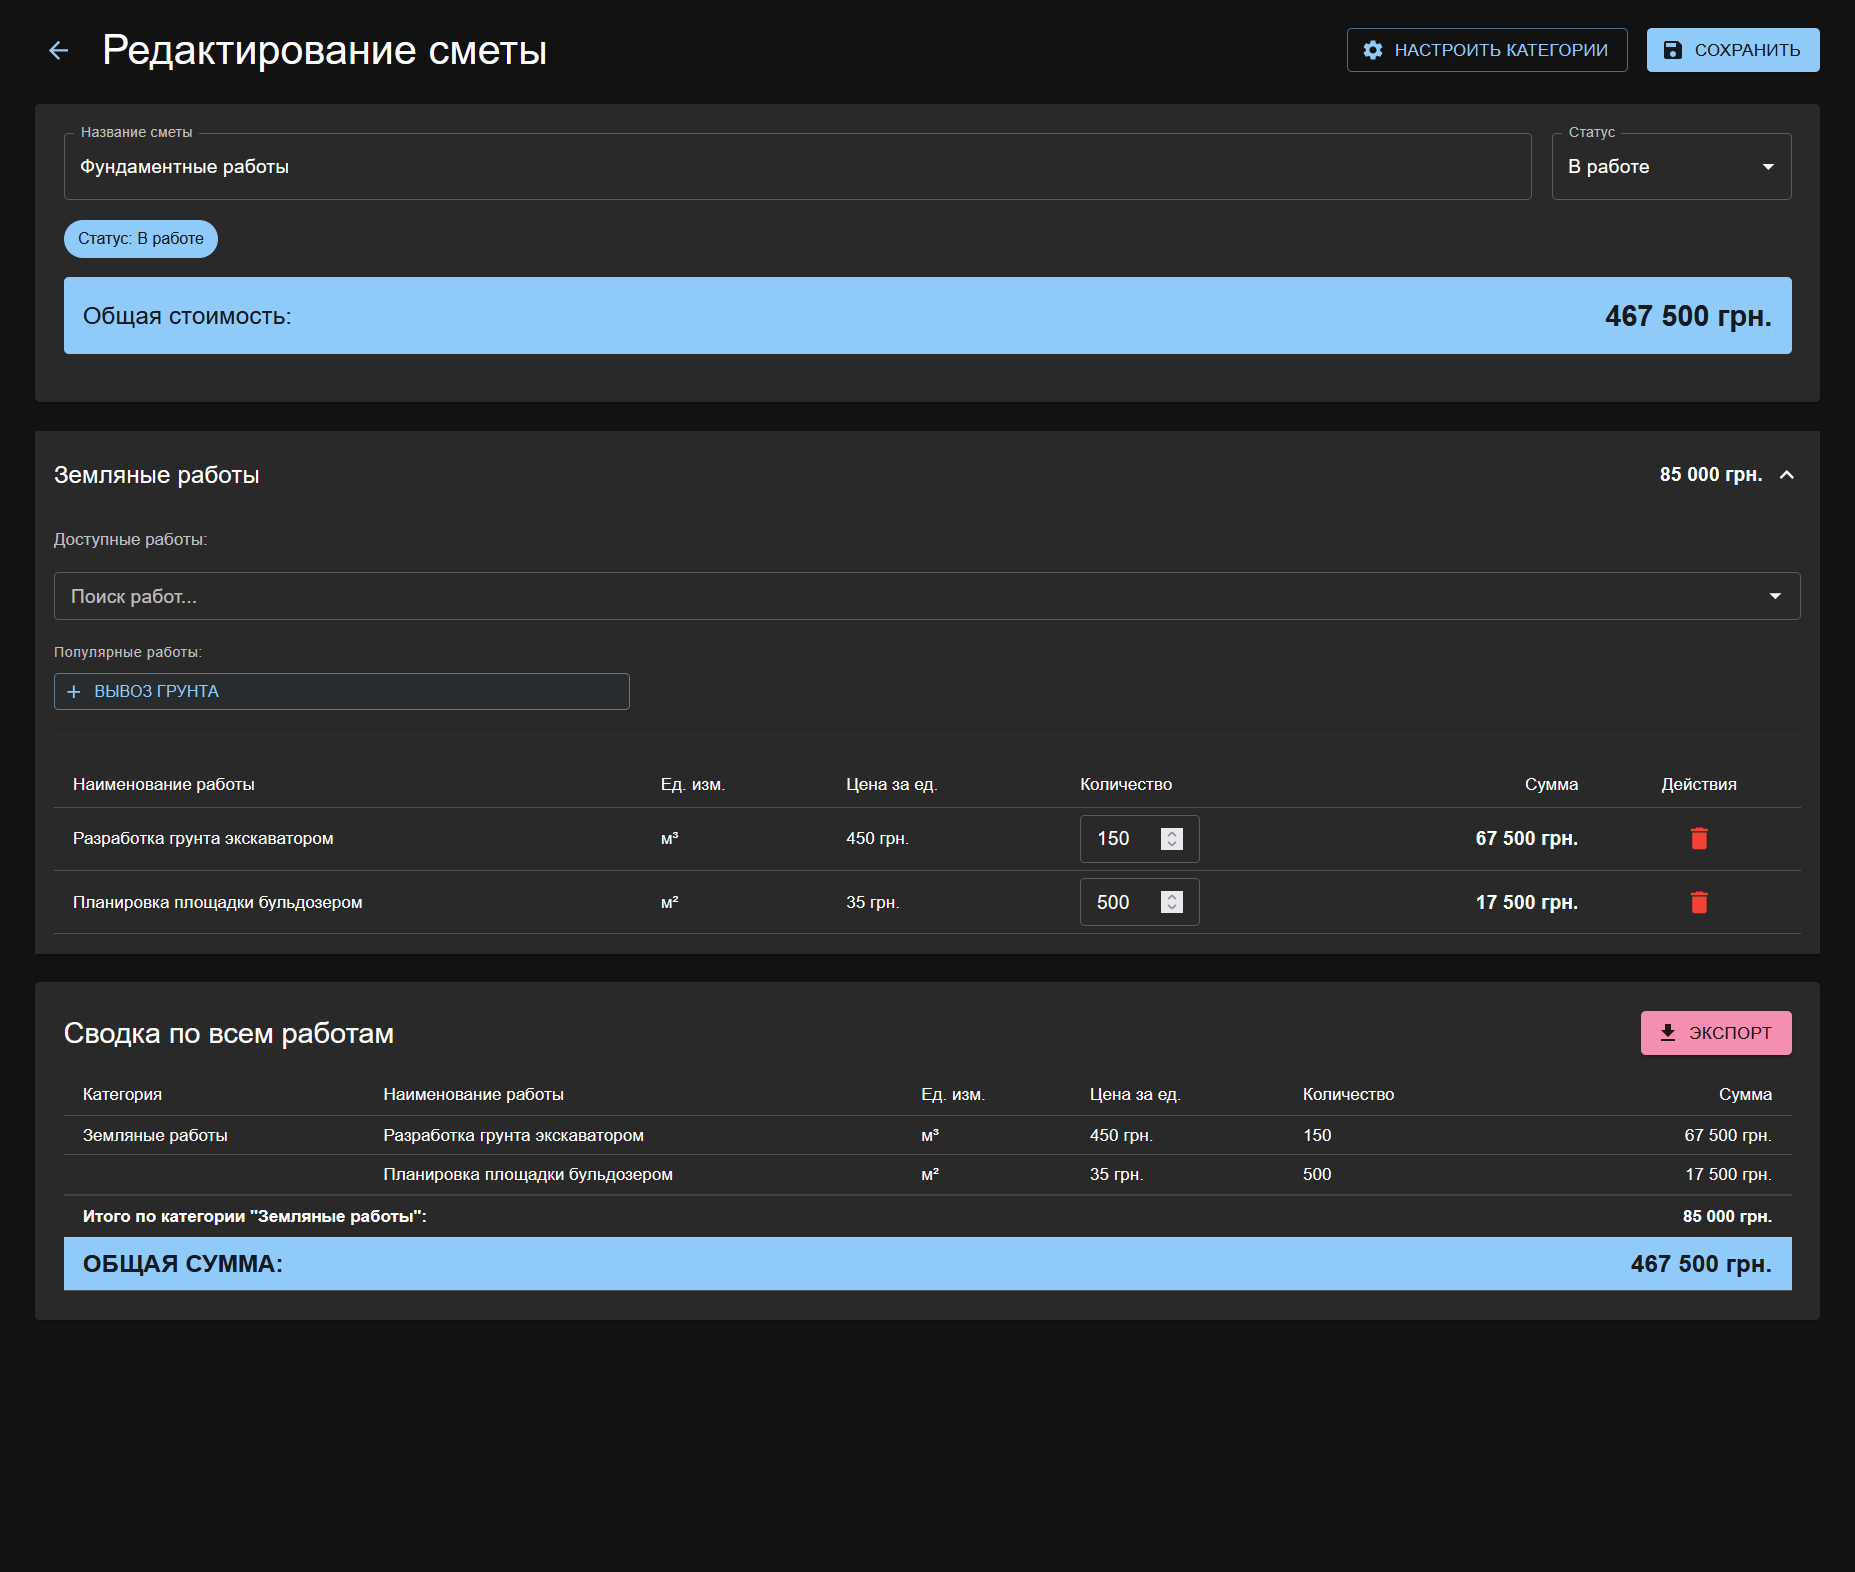 Редактирование сметы
НАСТРОИТЬ КАТЕГОРИИ
СОХРАНИТЬ
Название сметы
Фундаментные работы
Статус
В работе
Статус: В работе
Общая стоимость: 467 500 грн.
Земляные работы 85 000 грн.
Доступные работы:
Поиск работ...
Популярные работы:
+ ВЫВОЗ ГРУНТА
Наименование работы Ед. изм. Цена за ед. Количество Сумма Действия
Разработка грунта экскаватором м³ 450 грн. 150 67 500 грн.
Планировка площадки бульдозером м² 35 грн. 500 17 500 грн.
Сводка по всем работам
ЭКСПОРТ
Категория Наименование работы Ед. изм. Цена за ед. Количество Сумма
Земляные работы Разработка грунта экскаватором м³ 450 грн. 150 67 500 грн.
Планировка площадки бульдозером м² 35 грн. 500 17 500 грн.
Итого по категории "Земляные работы": 85 000 грн.
ОБЩАЯ СУММА: 467 500 грн.